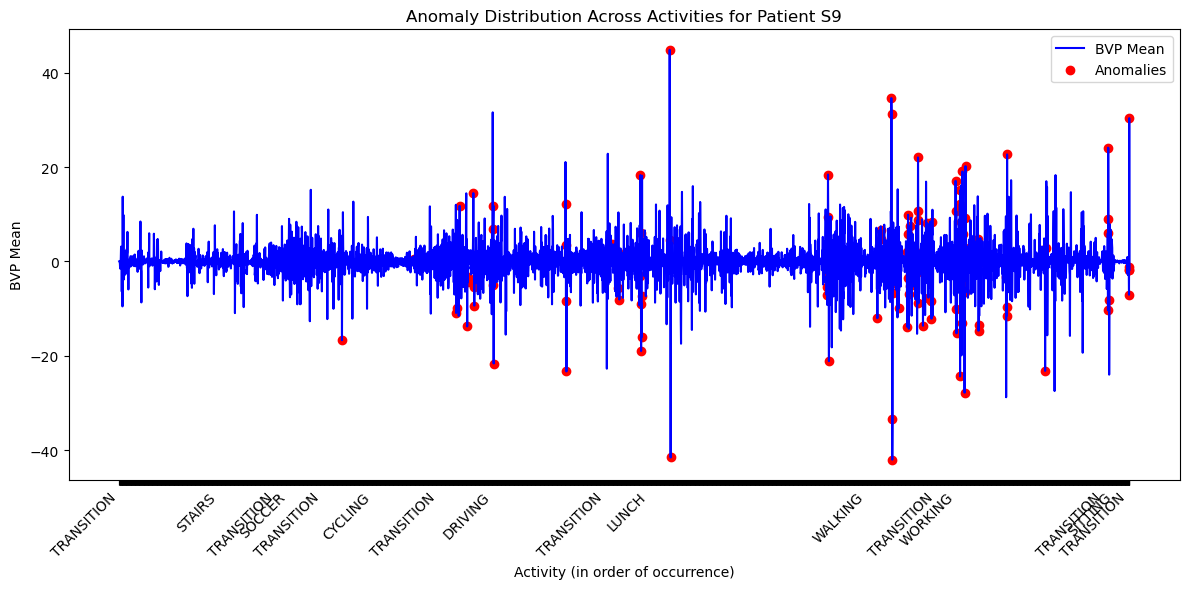 Anomaly Distribution Across Activities for Patient S9
BVP Mean
Anomalies
BVP Mean
40
20
0
−20
−40
TRANSITION
STAIRS
TRANSITION
SOCCER
TRANSITION
CYCLING
TRANSITION
DRIVING
TRANSITION
LUNCH
WALKING
TRANSITION
WORKING
TRANSITION
SITTING
TRANSITION
Activity (in order of occurrence)